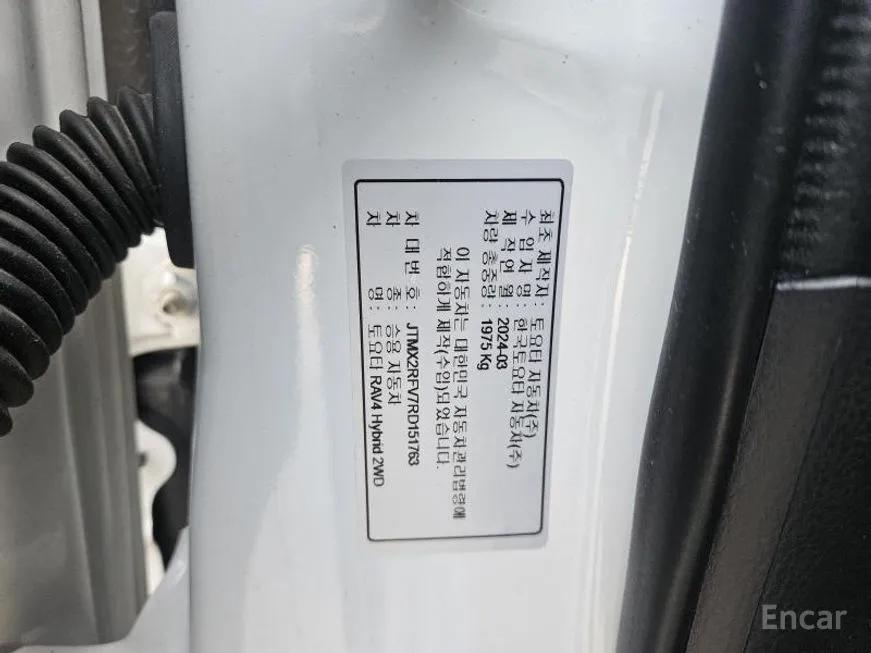 최초 제작자: 토요타 자동차(주)
수 입 사 명: 한국토요타 자동차(주)
제 작 연 월: 2024-03
차량 총중량: 1975 Kg
이 자동차는 대한민국 자동차관리법령에
적합하게 제작(수입)되었습니다.
차 대 번 호: JTMX2RFV7RD151763
차 종: 승용 자동차
차 명: 토요타 RAV4 Hybrid 2WD
Encar